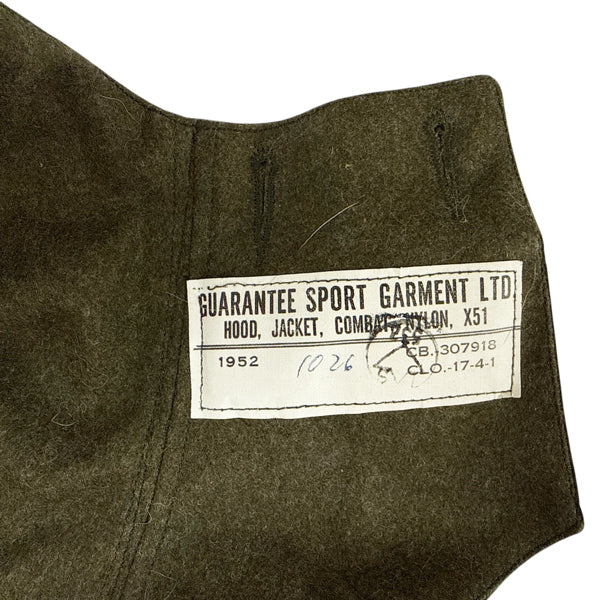 GUARANTEE SPORT GARMENT LTD
HOOD, JACKET, COMBAT, NYLON, X51
1952 1026 CB.-307918
CLO.-17-4-1